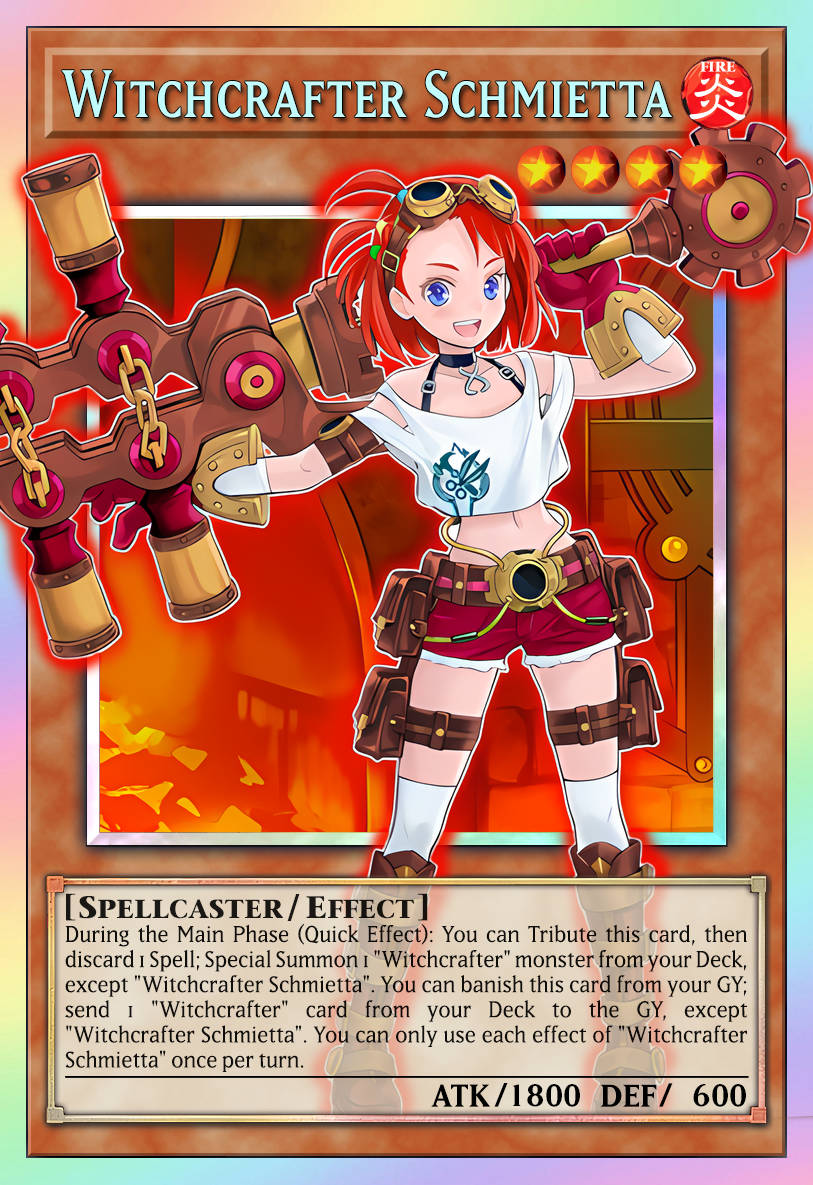 Witchcrafter Schmietta
FIRE
炎
[Spellcaster/Effect]
During the Main Phase (Quick Effect): You can Tribute this card, then
discard 1 Spell; Special Summon 1 "Witchcrafter" monster from your Deck,
except "Witchcrafter Schmietta". You can banish this card from your GY;
send 1 "Witchcrafter" card from your Deck to the GY, except
"Witchcrafter Schmietta". You can only use each effect of "Witchcrafter
Schmietta" once per turn.
ATK/1800 DEF/ 600